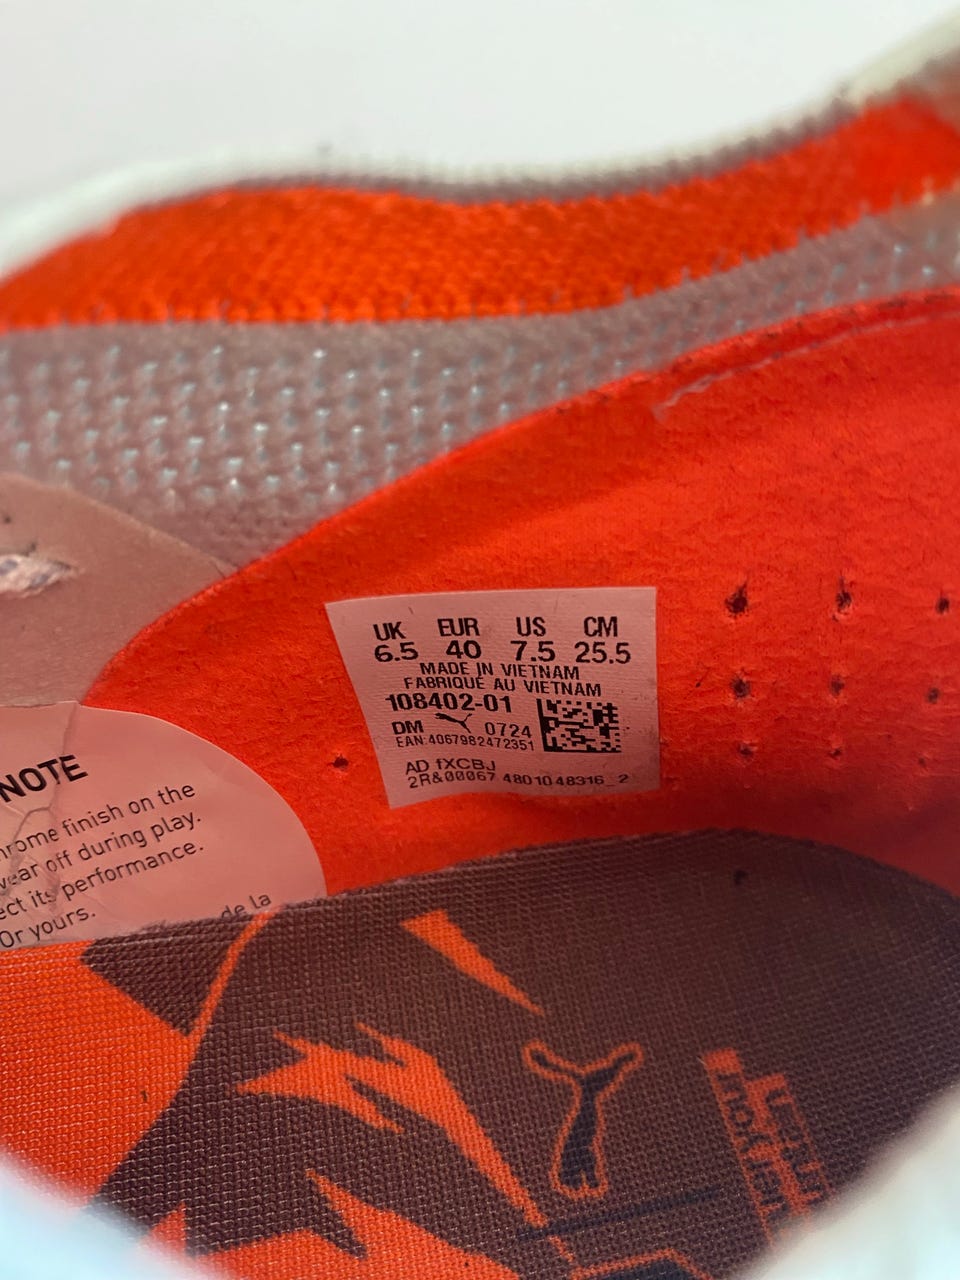 UK EUR US CM
6.5 40 7.5 25.5
MADE IN VIETNAM
FABRIQUÉ AU VIETNAM
108402-01
DM 0724
EAN:4067982472351
AD fXCBJ
2R&00067 4801048316_2
NOTE
hrome finish on the
wear off during play.
ect its performance.
Or yours.
de la